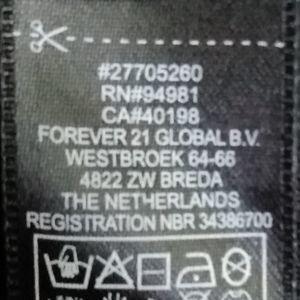 #27705260
RN#94981
CA#40198
FOREVER 21 GLOBAL B.V.
WESTBROEK 64-66
4822 ZW BREDA
THE NETHERLANDS
REGISTRATION NBR 34386700